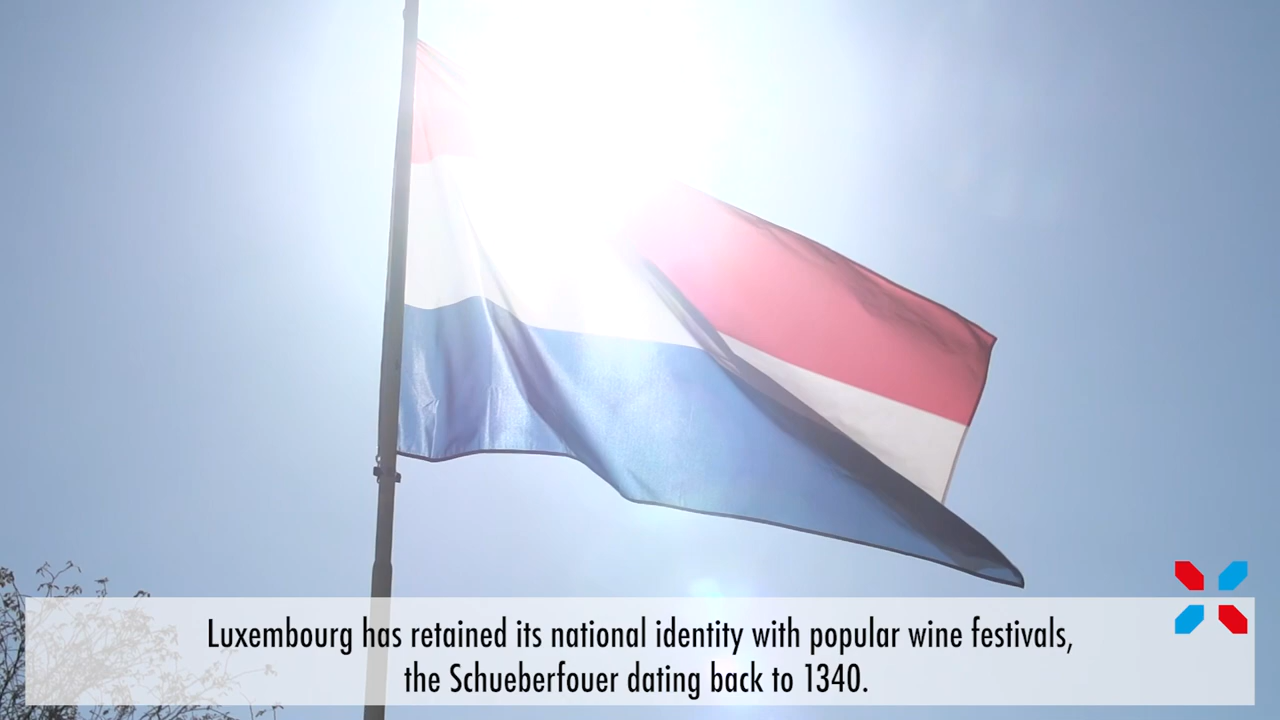 Luxembourg has retained its national identity with popular wine festivals,
the Schueberfouer dating back to 1340.